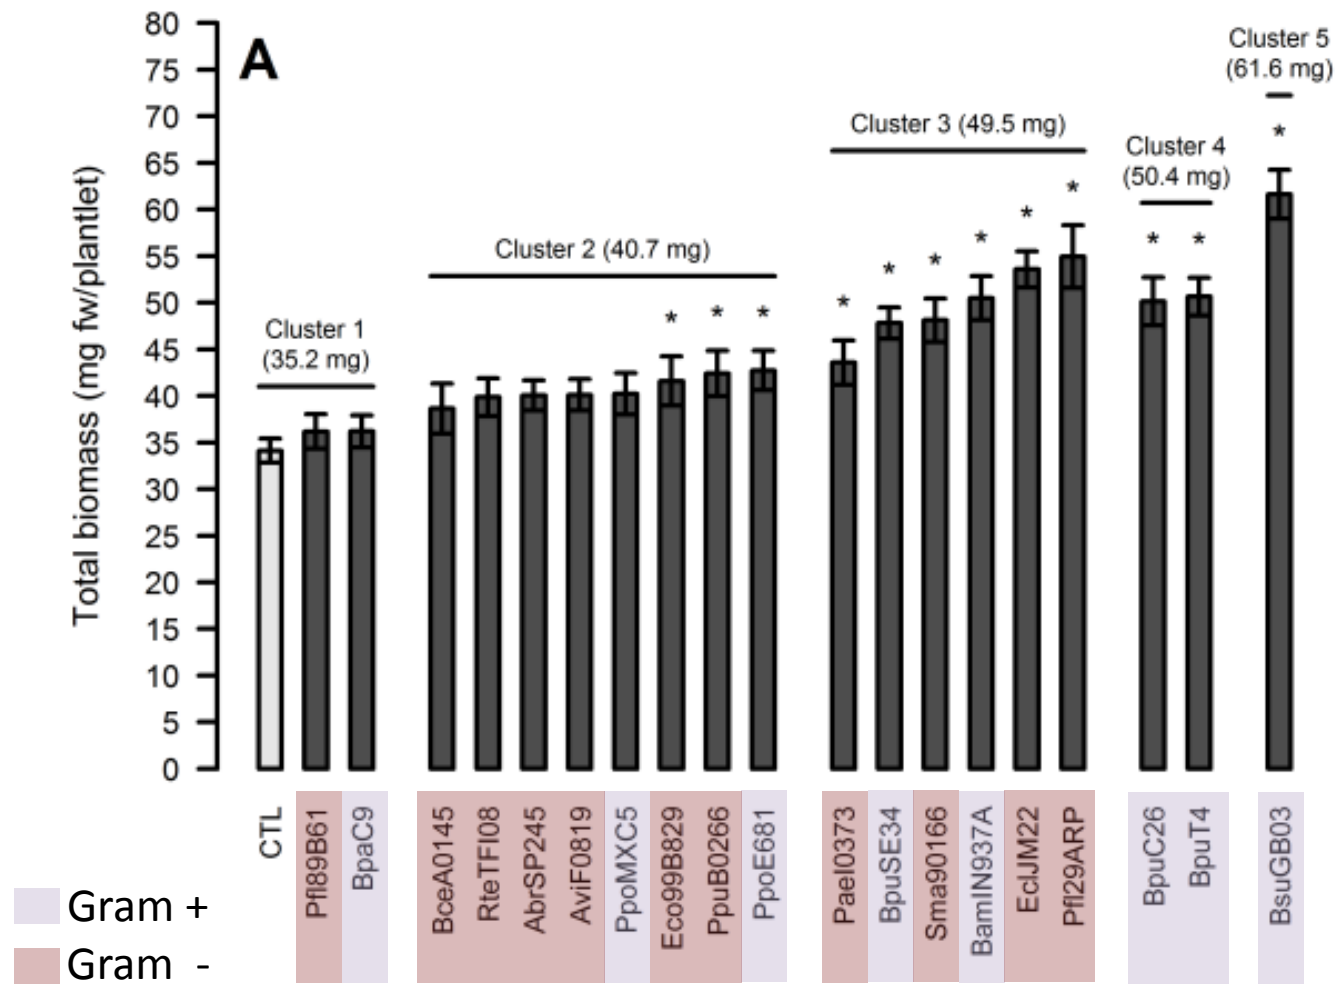 A
Total biomass (mg fw/plantlet)
80
75
70
65
60
55
50
45
40
35
30
25
20
15
10
5
0
Cluster 1
(35.2 mg)
Cluster 2 (40.7 mg)
* * *
Cluster 3 (49.5 mg)
* * * * * *
Cluster 4
(50.4 mg)
* *
Cluster 5
(61.6 mg)
*
CTL
Pfl89B61
BpaC9
BceA0145
RteTFI08
AbrSP245
AviF0819
PpoMXC5
Eco99B829
PpuB0266
PpoE681
PaeI0373
BpuSE34
Sma90166
BamIN937A
EclJM22
Pfl29ARP
BpuC26
BpuT4
BsuGB03
Gram +
Gram -